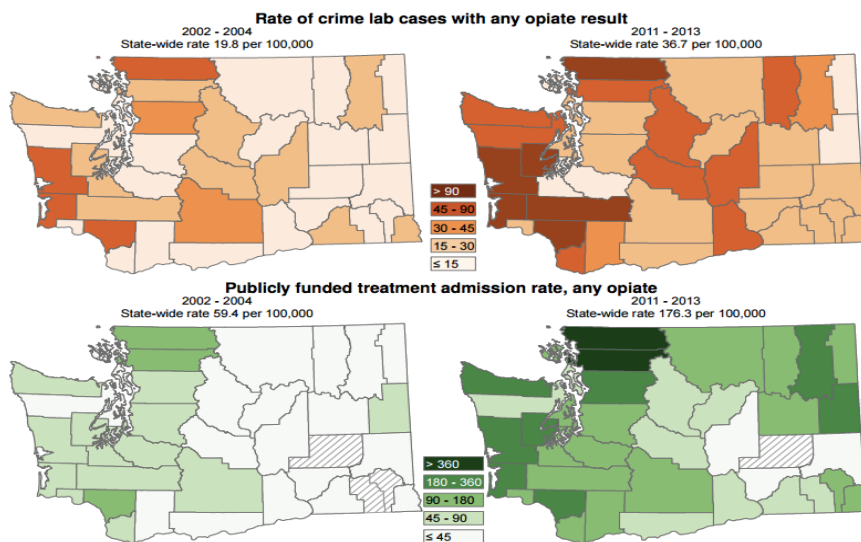 Rate of crime lab cases with any opiate result
2002 - 2004
State-wide rate 19.8 per 100,000
2011 - 2013
State-wide rate 36.7 per 100,000
> 90
45 - 90
30 - 45
15 - 30
≤ 15
Publicly funded treatment admission rate, any opiate
2002 - 2004
State-wide rate 59.4 per 100,000
2011 - 2013
State-wide rate 176.3 per 100,000
> 360
180 - 360
90 - 180
45 - 90
≤ 45